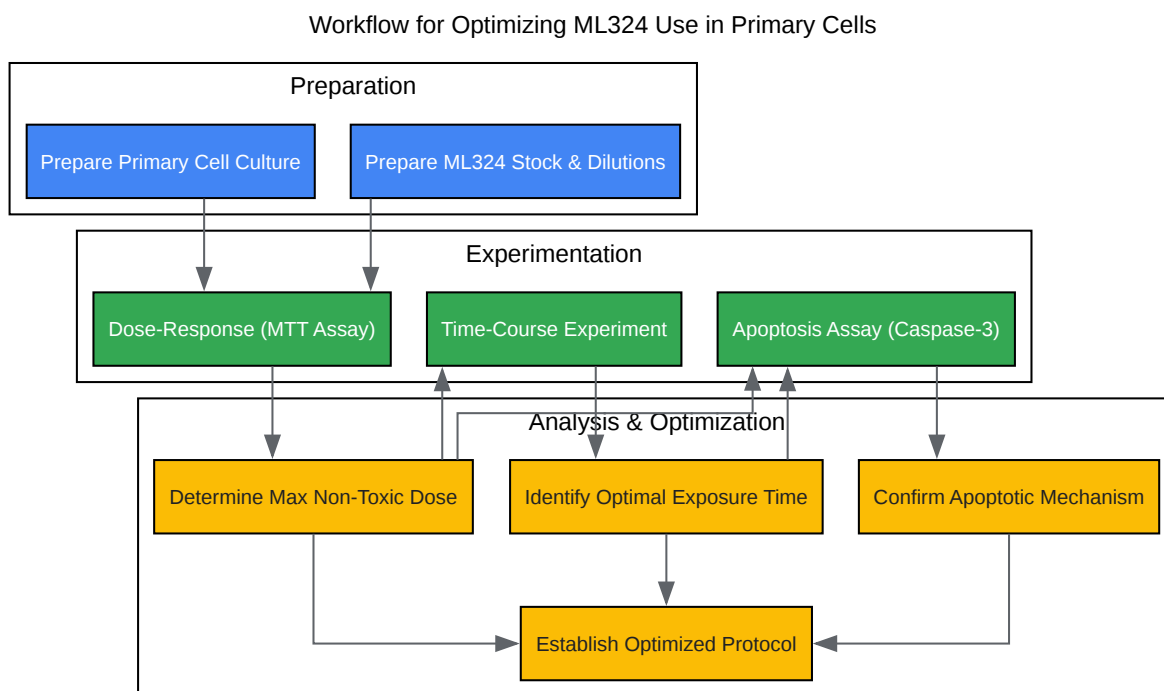 Workflow for Optimizing ML324 Use in Primary Cells
Preparation
Prepare Primary Cell Culture
Prepare ML324 Stock & Dilutions
Experimentation
Dose-Response (MTT Assay)
Time-Course Experiment
Apoptosis Assay (Caspase-3)
Analysis & Optimization
Determine Max Non-Toxic Dose
Identify Optimal Exposure Time
Confirm Apoptotic Mechanism
Establish Optimized Protocol